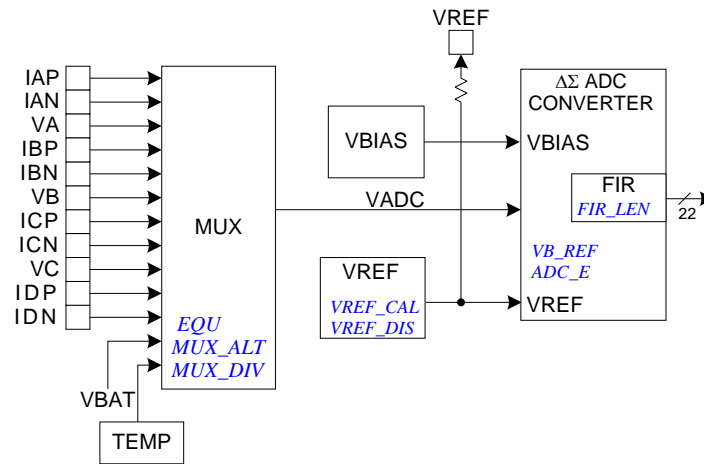 VREF
IAP
IAN
VA
IBP
IBN
VB
ICP
ICN
VC
IDP
IDN
VBAT
TEMP
MUX
EQU
MUX_ALT
MUX_DIV
VBIAS
VADC
VREF
VREF_CAL
VREF_DIS
ΔΣ ADC
CONVERTER
VBIAS
FIR
FIR_LEN
22
VB_REF
ADC_E
VREF